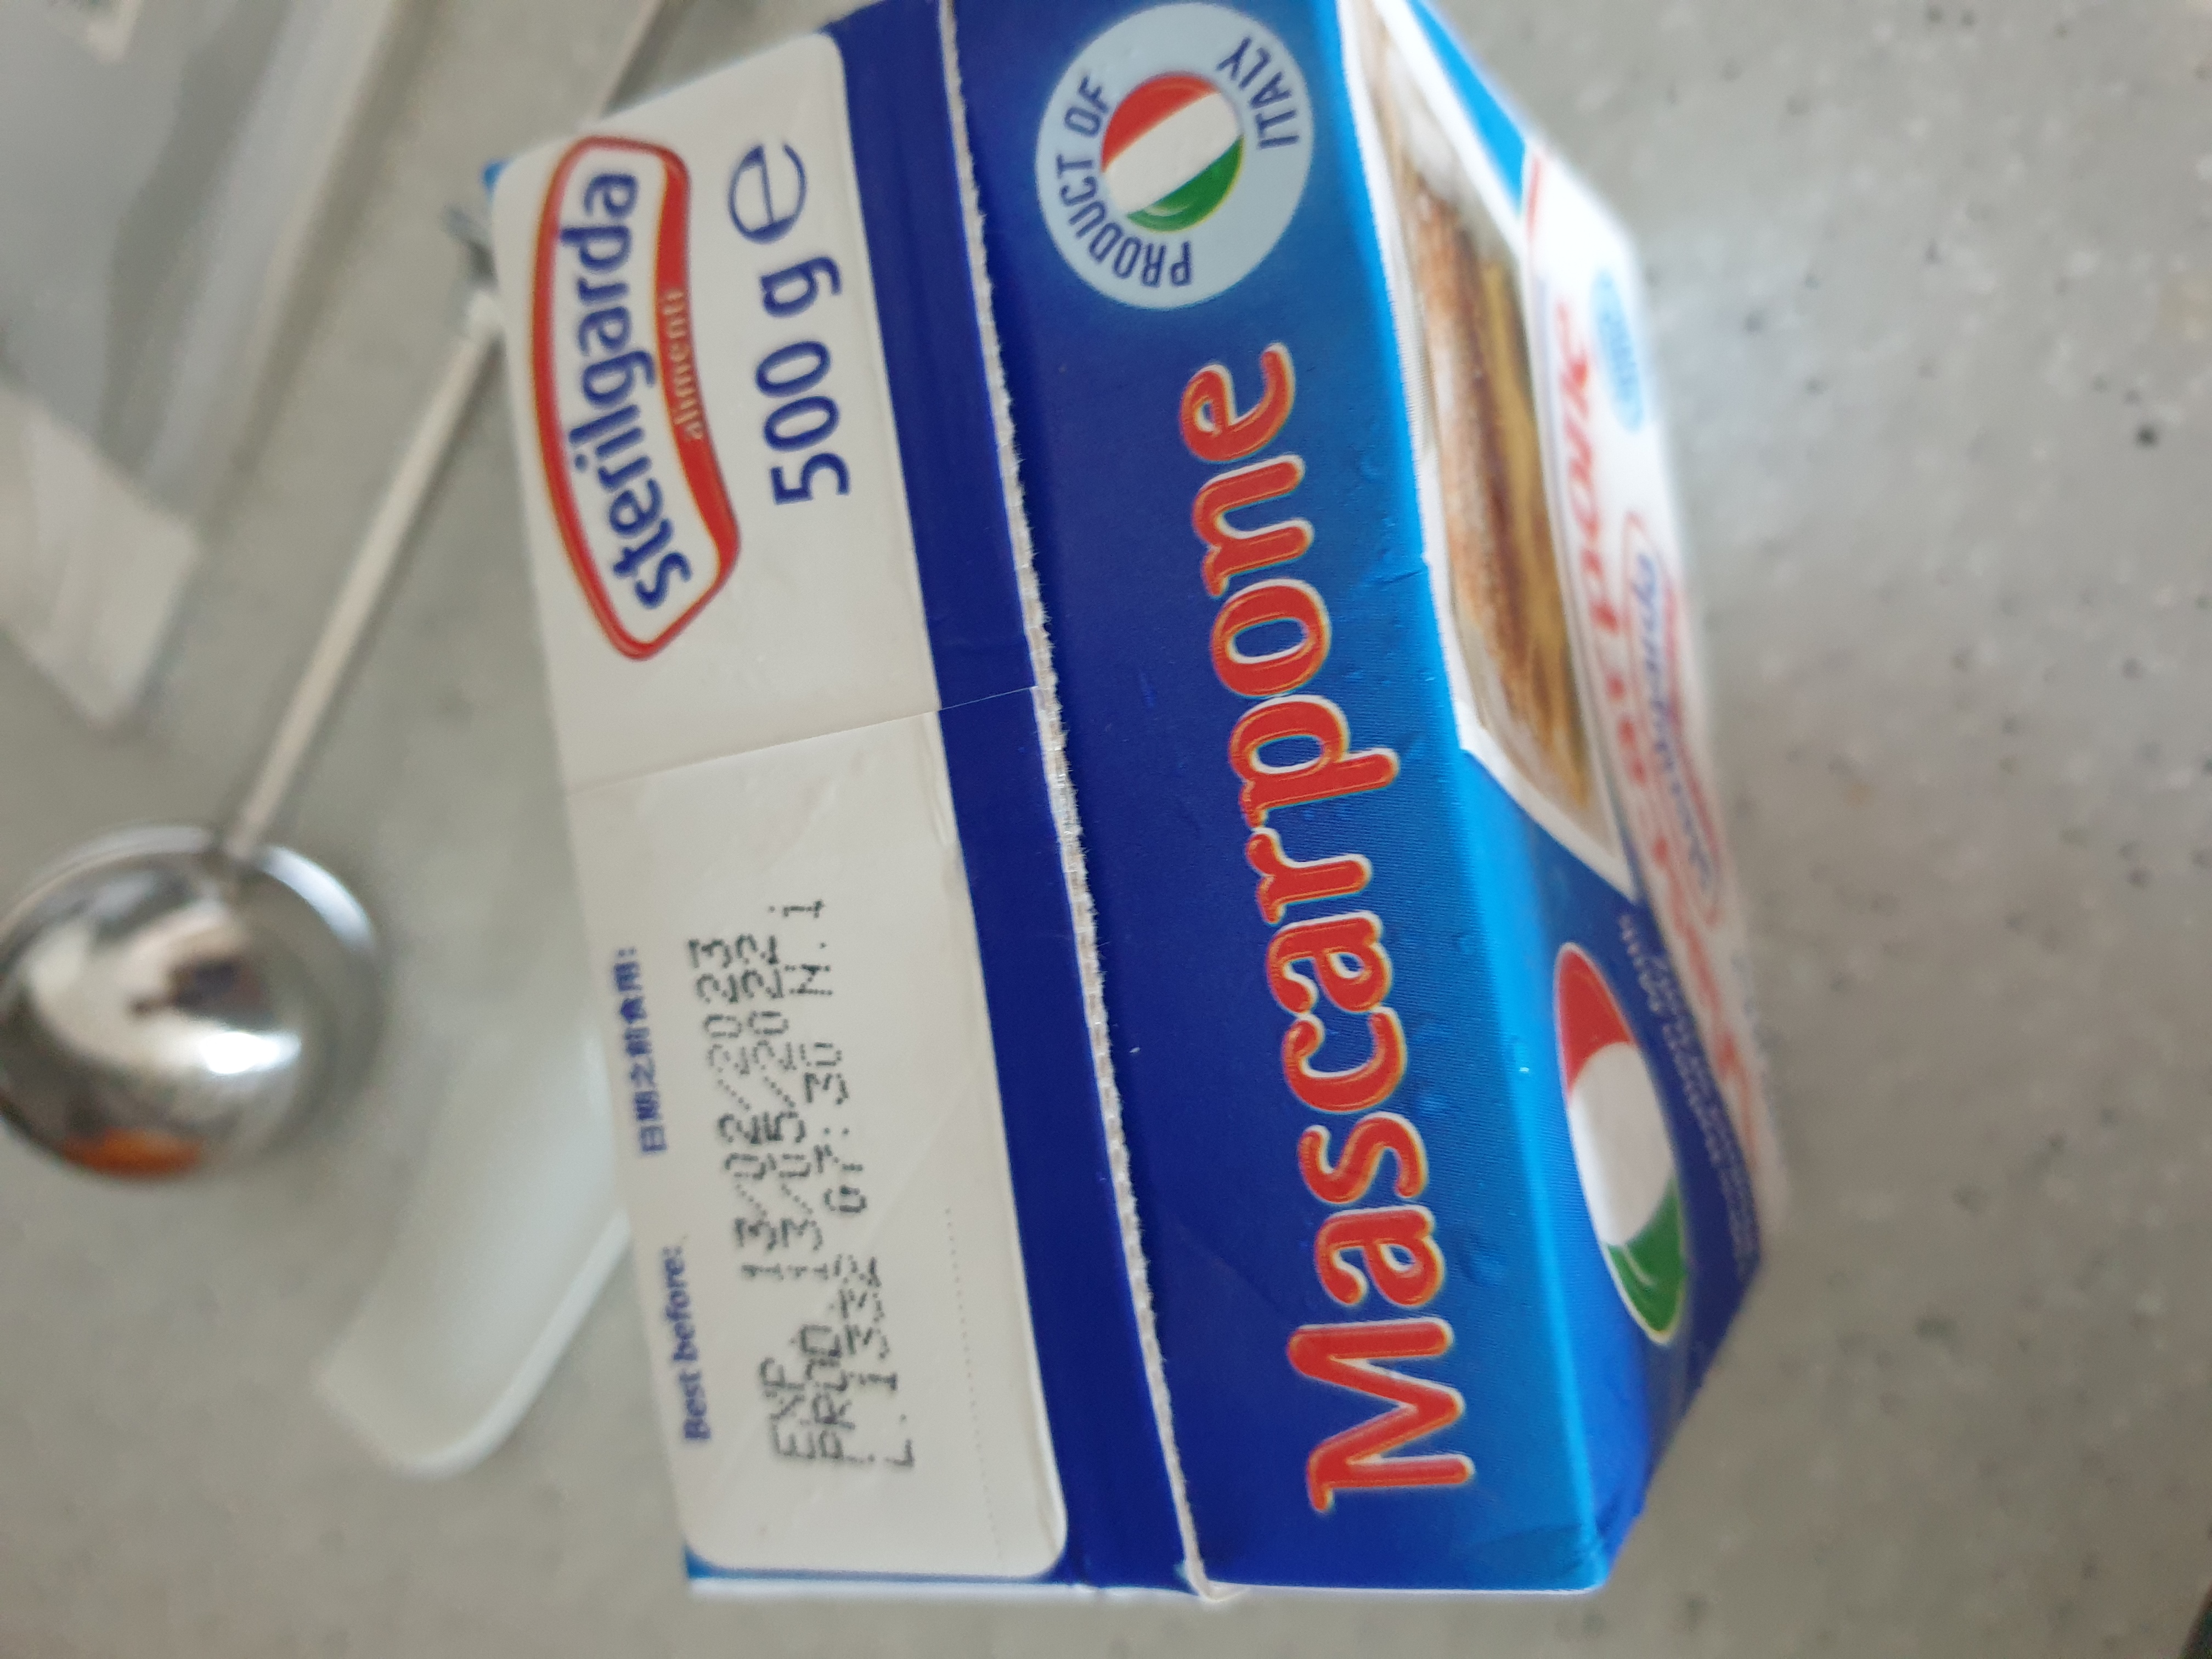 sterilgarda
alimenti
500 g e
Best before: 日期之前食用:
EXP 13/02/2023
PROD 13/05/2022
L. 1332 07:30 N.i
Mascarpone
PRODUCT OF ITALY